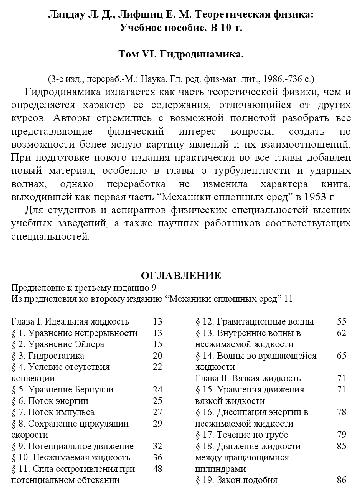 Ландау Л. Д., Лифшиц Е. М. Теоретическая физика:
Учебное пособие. В 10 т.
Том VI. Гидродинамика.
(3-е изд., перераб.-М.: Наука. Гл. ред. физ-мат. лит., 1986.-736 с.)
Гидродинамика излагается как часть теоретической физики, чем и
определяется характер ее содержания, отличающийся от других
курсов. Авторы стремились с возможной полнотой разобрать все
представляющие физический интерес вопросы, создать по
возможности более ясную картину явлений и их взаимоотношений.
При подготовке нового издания практически во все главы добавлен
новый материал, особенно в главы о турбулентности и ударных
волнах, однако переработка не изменила характера книги,
выходившей как первая часть "Механики сплошных сред" в 1953 г.
Для студентов и аспирантов физических специальностей высших
учебных заведений, а также научных работников соответствующих
специальностей.
ОГЛАВЛЕНИЕ
Предисловие к третьему изданию 9
Из предисловия ко второму изданию "Механики сплошных сред" 11
Глава I. Идеальная жидкость 13
§ 1. Уравнение непрерывности 13
§ 2. Уравнение Эйлера 15
§ 3. Гидростатика 20
§ 4. Условие отсутствия 22
конвекции
§ 5. Уравнение Бернулли 24
§ 6. Поток энергии 25
§ 7. Поток импульса 27
§ 8. Сохранение циркуляции 29
скорости
§ 9. Потенциальное движение 32
§ 10. Несжимаемая жидкость 36
§ 11. Сила сопротивления при 48
потенциальном обтекании
§ 12. Гравитационные волны 55
§ 13. Внутренние волны в 62
несжимаемой жидкости
§ 14. Волны во вращающейся 65
жидкости
Глава II. Вязкая жидкость 71
§ 15. Уравнения движения 71
вязкой жидкости
§ 16. Диссипация энергии в 78
несжимаемой жидкости
§ 17. Течение по трубе 79
§ 18. Движение жидкости 85
между вращающимися
цилиндрами
§ 19. Закон подобия 86